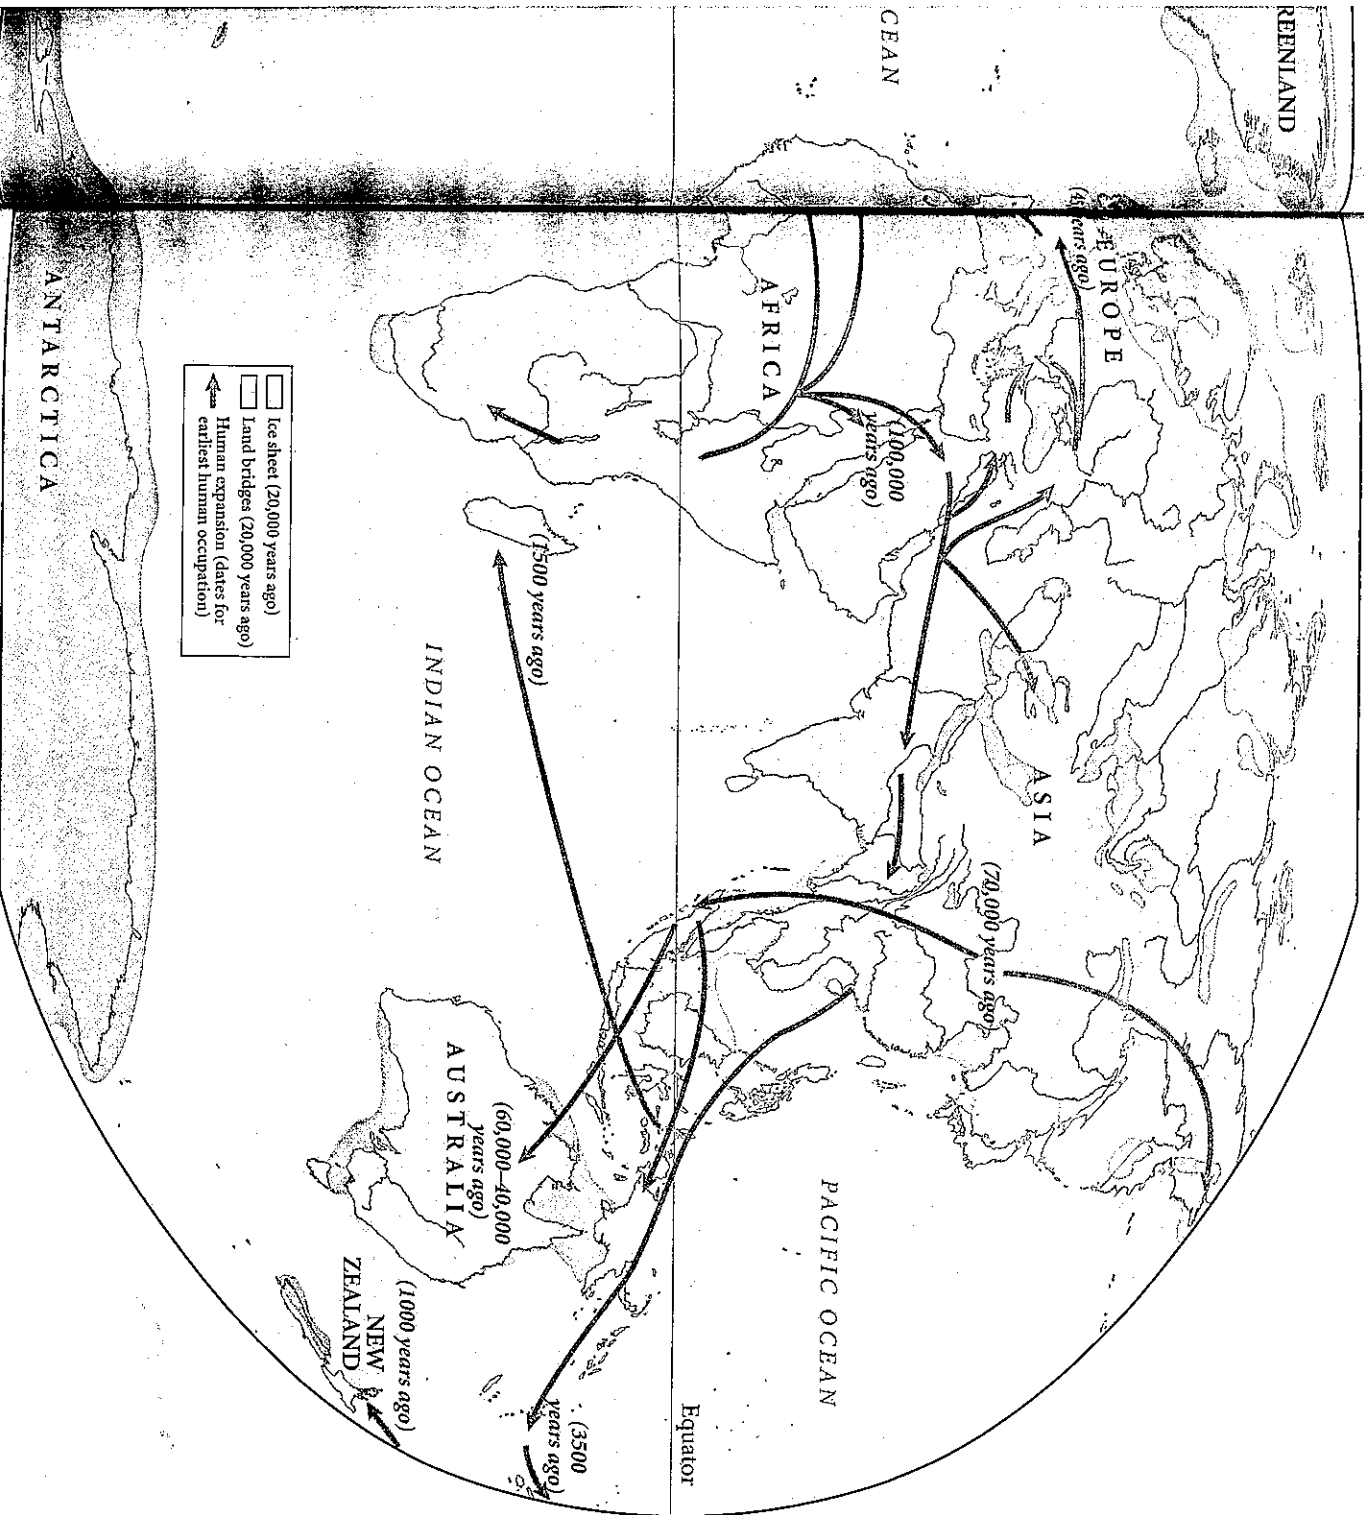 REENLAND
CEAN
EUROPE
years ago)
AFRICA
(100,000
years ago)
ASIA
(70,000 years ago)
PACIFIC OCEAN
Equator
(1500 years ago)
INDIAN OCEAN
AUSTRALIA
(60,000–40,000
years ago)
(3500
years ago)
(1000 years ago)
NEW
ZEALAND
ANTARCTICA
Ice sheet (20,000 years ago)
Land bridges (20,000 years ago)
Human expansion (dates for
earliest human occupation)